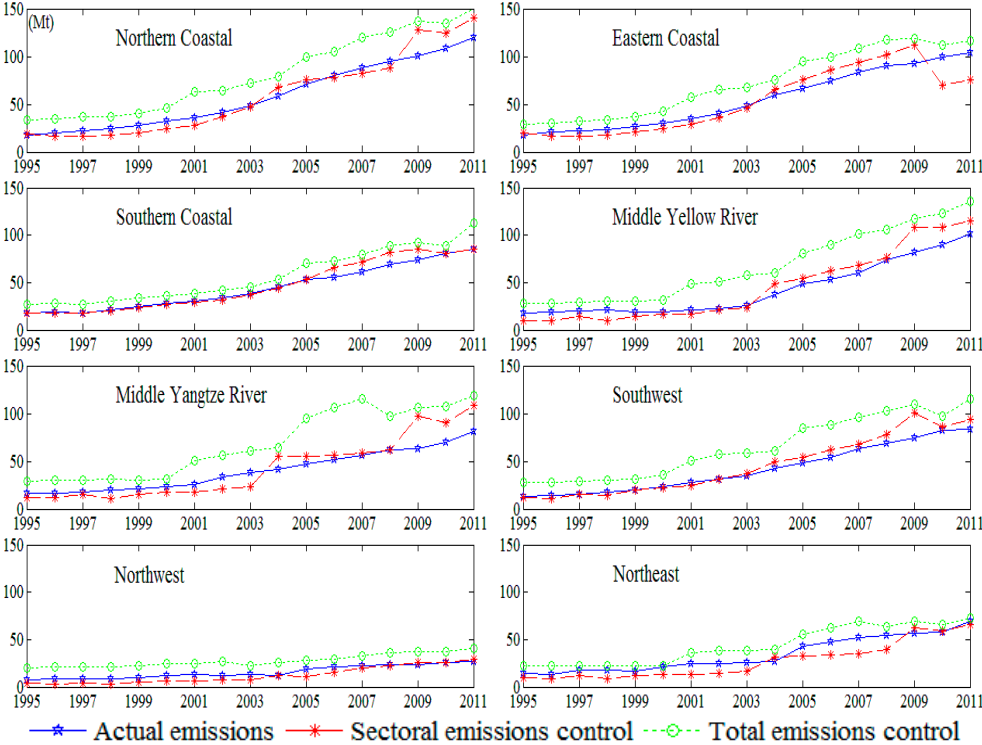 150
(Mt)
Northern Coastal
100
50
0
1995 1997 1999 2001 2003 2005 2007 2009 2011
150
Eastern Coastal
100
50
0
1995 1997 1999 2001 2003 2005 2007 2009 2011
150
Southern Coastal
100
50
0
1995 1997 1999 2001 2003 2005 2007 2009 2011
150
Middle Yellow River
100
50
0
1995 1997 1999 2001 2003 2005 2007 2009 2011
150
Middle Yangtze River
100
50
0
1995 1997 1999 2001 2003 2005 2007 2009 2011
150
Southwest
100
50
0
1995 1997 1999 2001 2003 2005 2007 2009 2011
150
Northwest
100
50
0
1995 1997 1999 2001 2003 2005 2007 2009 2011
150
Northeast
100
50
0
1995 1997 1999 2001 2003 2005 2007 2009 2011
Actual emissions Sectoral emissions control Total emissions control